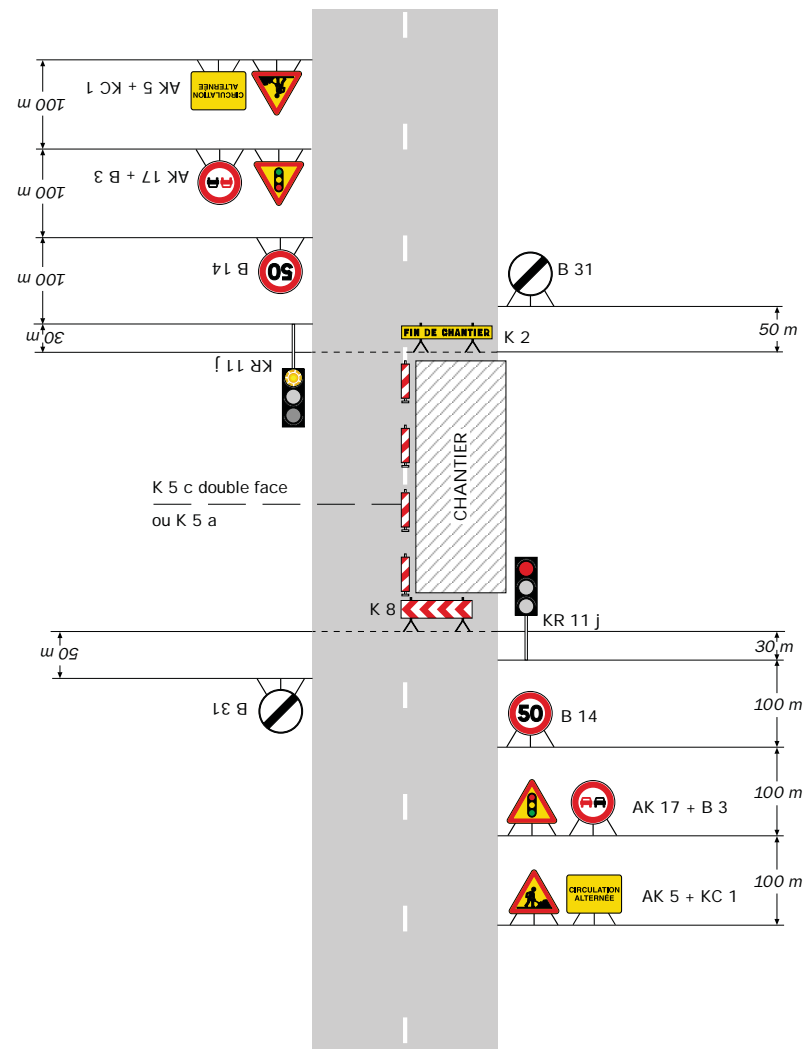 AK 5 + KC 1
CIRCULATION
ALTERNÉE
100 m
AK 17 + B 3
100 m
B 14
50
100 m
B 31
30 m
50 m
FIN DE CHANTIER
K 2
KR 11 j
CHANTIER
K 5 c double face
ou K 5 a
K 8
KR 11 j
50 m
30 m
B 31
50
B 14
100 m
AK 17 + B 3
100 m
CIRCULATION
ALTERNÉE
AK 5 + KC 1
100 m